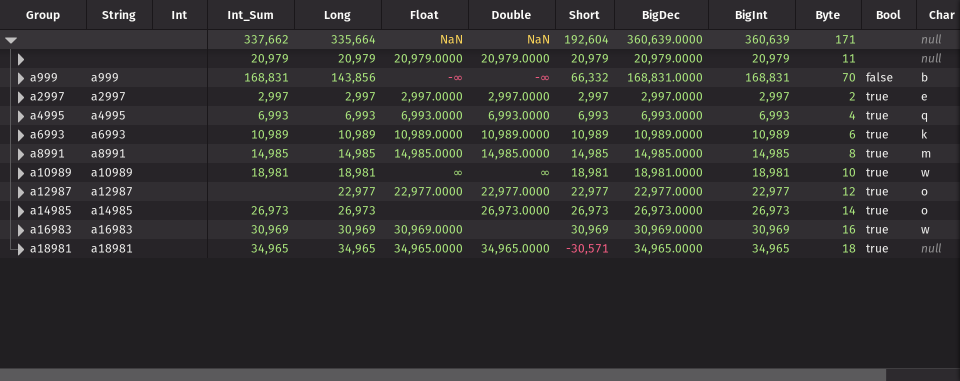 Group String Int Int_Sum Long Float Double Short BigDec BigInt Byte Bool Char
337,662 335,664 NaN NaN 192,604 360,639.0000 360,639 171 null
20,979 20,979 20,979.0000 20,979.0000 20,979 20,979.0000 20,979 11 null
a999 a999 168,831 143,856 -∞ -∞ 66,332 168,831.0000 168,831 70 false b
a2997 a2997 2,997 2,997 2,997.0000 2,997.0000 2,997 2,997.0000 2,997 2 true e
a4995 a4995 6,993 6,993 6,993.0000 6,993.0000 6,993 6,993.0000 6,993 4 true q
a6993 a6993 10,989 10,989 10,989.0000 10,989.0000 10,989 10,989.0000 10,989 6 true k
a8991 a8991 14,985 14,985 14,985.0000 14,985.0000 14,985 14,985.0000 14,985 8 true m
a10989 a10989 18,981 18,981 ∞ ∞ 18,981 18,981.0000 18,981 10 true w
a12987 a12987 22,977 22,977.0000 22,977.0000 22,977 22,977.0000 22,977 12 true o
a14985 a14985 26,973 26,973 26,973.0000 26,973 26,973.0000 26,973 14 true o
a16983 a16983 30,969 30,969 30,969.0000 30,969 30,969.0000 30,969 16 true w
a18981 a18981 34,965 34,965 34,965.0000 34,965.0000 -30,571 34,965.0000 34,965 18 true null